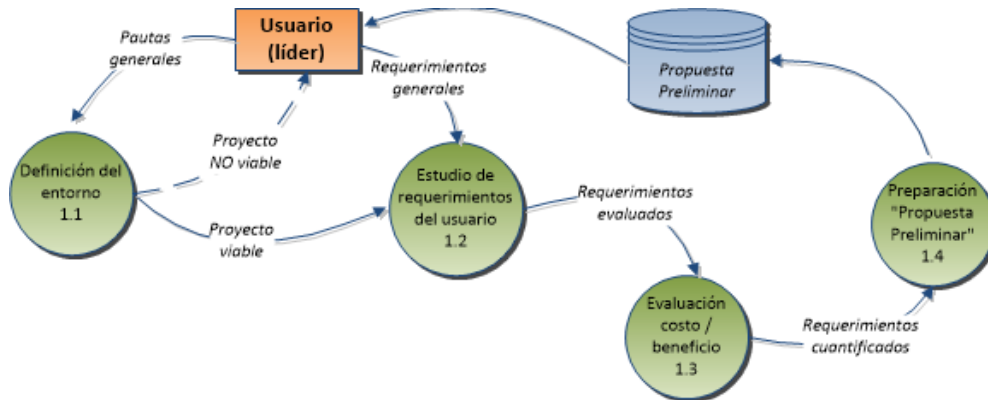 Usuario
(líder)
Pautas
generales
Requerimientos
generales
Propuesta
Preliminar
Proyecto
NO viable
Definición del
entorno
1.1
Estudio de
requerimientos
del usuario
1.2
Proyecto
viable
Requerimientos
evaluados
Preparación
"Propuesta
Preliminar"
1.4
Evaluación
costo /
beneficio
1.3
Requerimientos
cuantificados